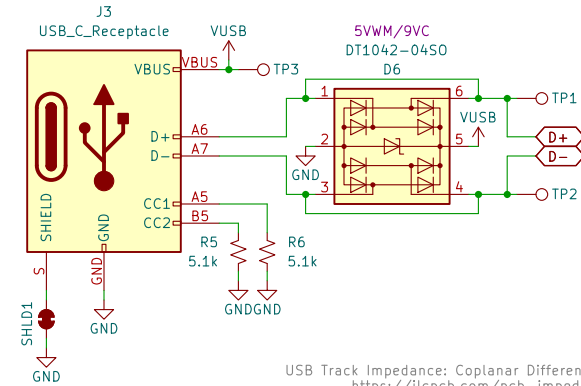 J3
USB_C_Receptacle
VUSB
5VWM/9VC
DT1042-04SO
D6
VBUS
VBUS
TP3
1
6
TP1
VUSB
D+
A6
D+
2
5
D-
A7
D-
GND
3
4
TP2
CC1
A5
CC2
B5
SHIELD
GND
R5
5.1k
R6
5.1k
S
GND
GND
GND
SHLD1
GND
GND
USB Track Impedance: Coplanar Differen